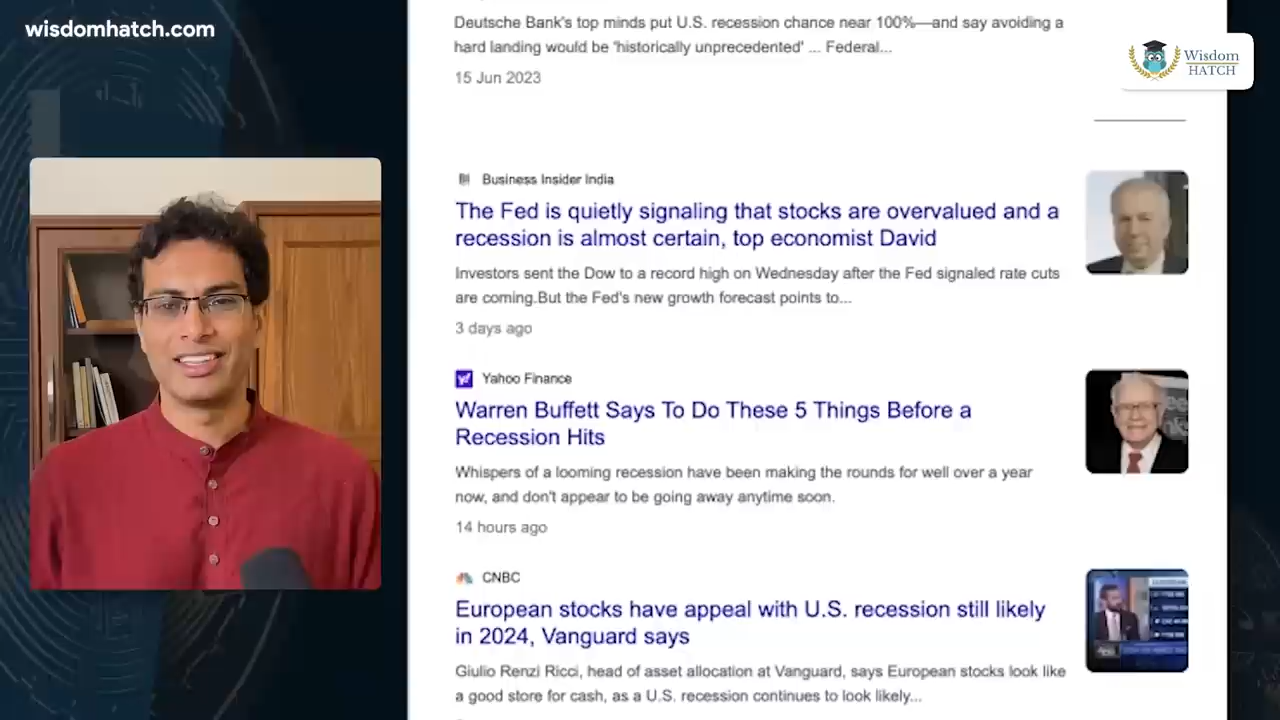 wisdomhatch.com
Wisdom
HATCH
Deutsche Bank's top minds put U.S. recession chance near 100%—and say avoiding a
hard landing would be 'historically unprecedented' ... Federal...
15 Jun 2023
Business Insider India
The Fed is quietly signaling that stocks are overvalued and a
recession is almost certain, top economist David
Investors sent the Dow to a record high on Wednesday after the Fed signaled rate cuts
are coming.But the Fed's new growth forecast points to...
3 days ago
Yahoo Finance
Warren Buffett Says To Do These 5 Things Before a
Recession Hits
Whispers of a looming recession have been making the rounds for well over a year
now, and don't appear to be going away anytime soon.
14 hours ago
CNBC
European stocks have appeal with U.S. recession still likely
in 2024, Vanguard says
Giulio Renzi Ricci, head of asset allocation at Vanguard, says European stocks look like
a good store for cash, as a U.S. recession continues to look likely...